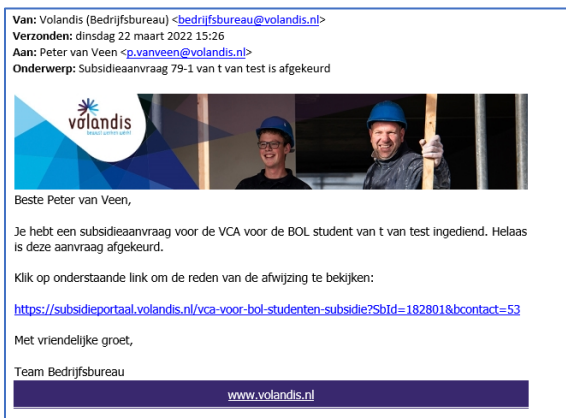 Van: Volandis (Bedrijfsbureau) <bedrijfsbureau@volandis.nl>
Verzonden: dinsdag 22 maart 2022 15:26
Aan: Peter van Veen <p.vanveen@volandis.nl>
Onderwerp: Subsidieaanvraag 79-1 van t van test is afgekeurd
volandis
Beste Peter van Veen,
Je hebt een subsidieaanvraag voor de VCA voor de BOL student van t van test ingediend. Helaas
is deze aanvraag afgekeurd.
Klik op onderstaande link om de reden van de afwijzing te bekijken:
https://subsidieportaal.volandis.nl/vca-voor-bol-studenten-subsidie?SbId=182801&bcontact=53
Met vriendelijke groet,
Team Bedrijfsbureau
www.volandis.nl